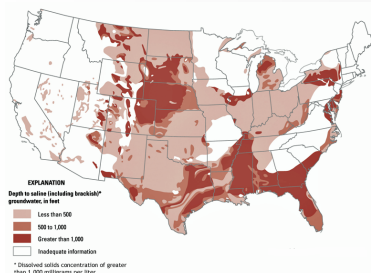 EXPLANATION
Depth to saline (including brackish)*
groundwater, in feet
Less than 500
500 to 1,000
Greater than 1,000
Inadequate information
* Dissolved solids concentration of greater
than 1,000 milligrams per liter